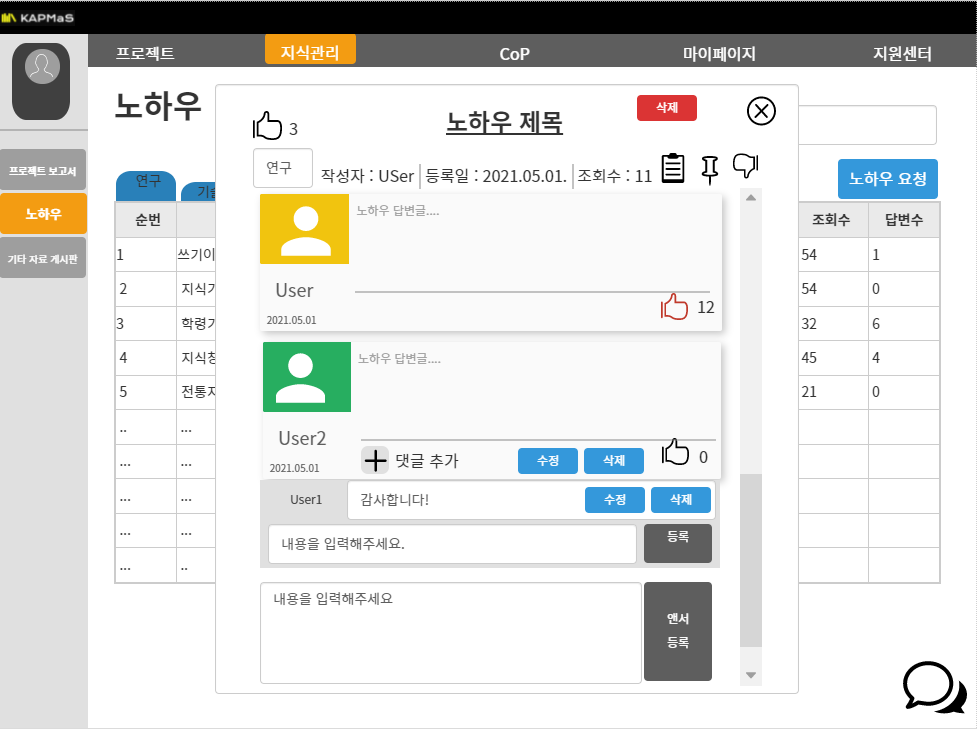 KAPMaS
프로젝트 지식관리 CoP 마이페이지 지원센터
노하우
프로젝트 보고서
노하우
기타 자료 게시판
3
노하우 제목
삭제
연구
작성자 : USer
등록일 : 2021.05.01.
조회수 : 11
노하우 요청
연구
순번 조회수 답변수
1 쓰기이 54 1
2 지식기 54 0
3 학령기 32 6
4 지식창 45 4
5 전통지 21 0
.. ...
... ...
... ...
... ...
... ..
노하우 답변글....
User
2021.05.01
12
노하우 답변글....
User2
2021.05.01
댓글 추가
수정
삭제
0
User1
감사합니다!
수정
삭제
내용을 입력해주세요.
등록
내용을 입력해주세요
앤서
등록